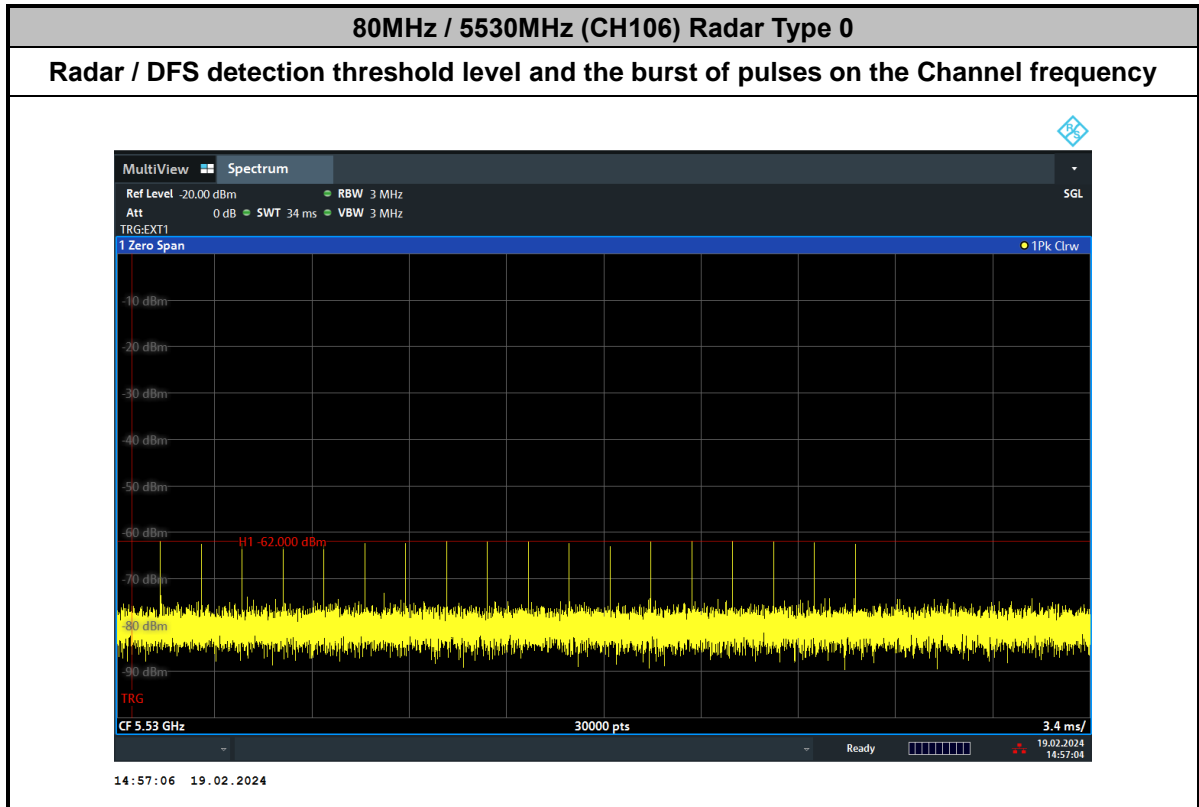 80MHz / 5530MHz (CH106) Radar Type 0
Radar / DFS detection threshold level and the burst of pulses on the Channel frequency
R&S
MultiView Spectrum
Ref Level -20.00 dBm RBW 3 MHz SGL
Att 0 dB SWT 34 ms VBW 3 MHz
TRG:EXT1
1 Zero Span 1Pk Clrw
-10 dBm
-20 dBm
-30 dBm
-40 dBm
-50 dBm
-60 dBm
H1 -62.000 dBm
-70 dBm
-80 dBm
-90 dBm
TRG
CF 5.53 GHz 30000 pts 3.4 ms/
Ready 19.02.2024
14:57:04
14:57:06 19.02.2024